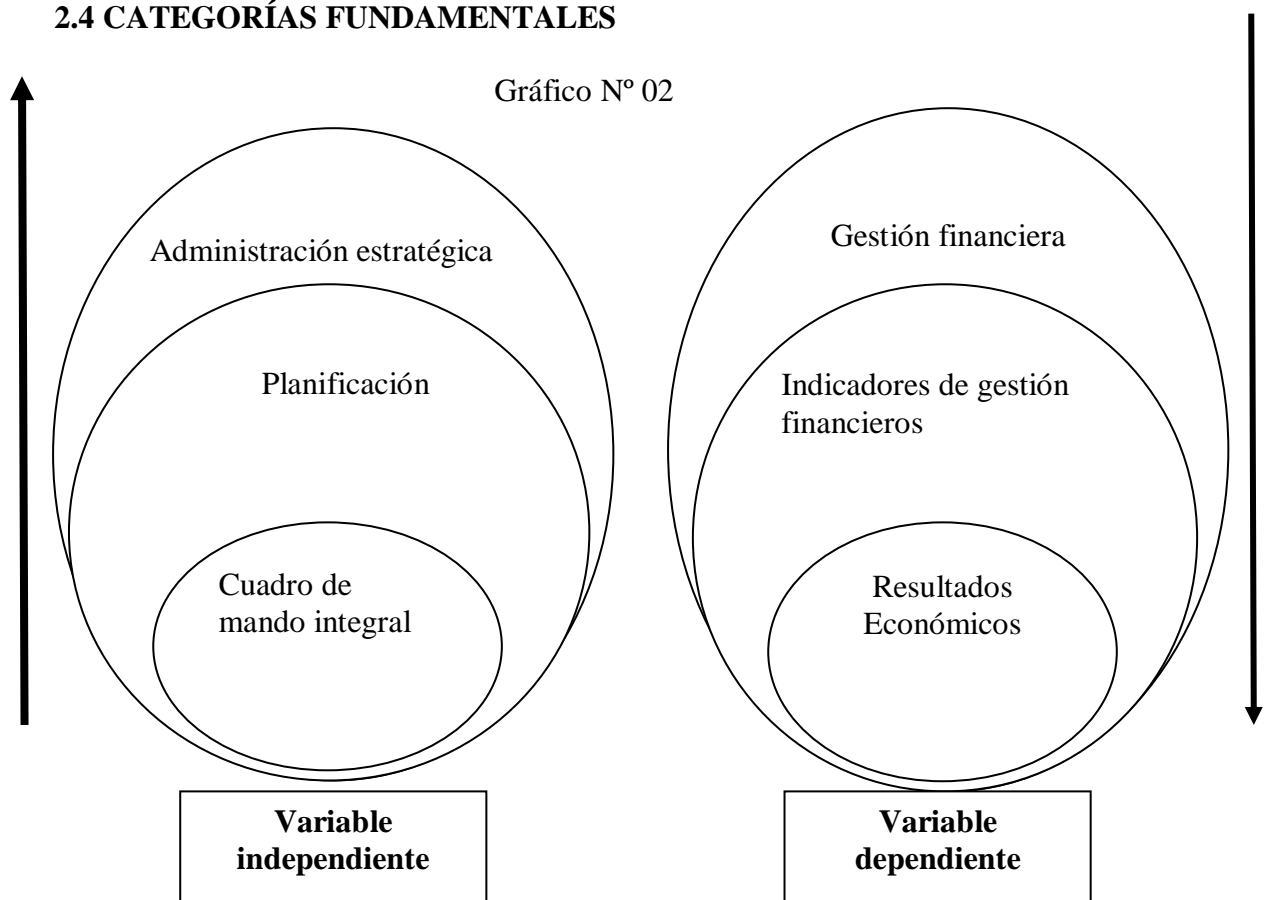 2.4 CATEGORÍAS FUNDAMENTALES
Gráfico Nº 02
Administración estratégica
Planificación
Cuadro de
mando integral
Variable
independiente
Gestión financiera
Indicadores de gestión
financieros
Resultados
Económicos
Variable
dependiente